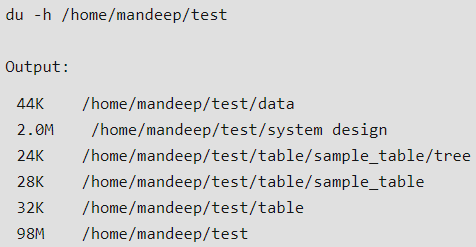 du -h /home/mandeep/test
Output:
44K /home/mandeep/test/data
2.0M /home/mandeep/test/system design
24K /home/mandeep/test/table/sample_table/tree
28K /home/mandeep/test/table/sample_table
32K /home/mandeep/test/table
98M /home/mandeep/test